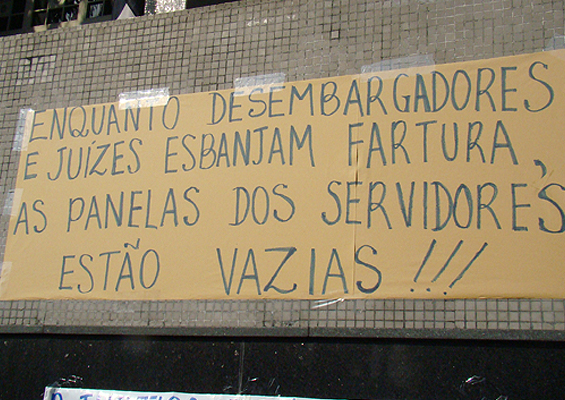 ENQUANTO DESEMBARGADORES
E JUÍZES ESBANJAM FARTURA,
AS PANELAS DOS SERVIDORES
ESTÃO VAZIAS !!!